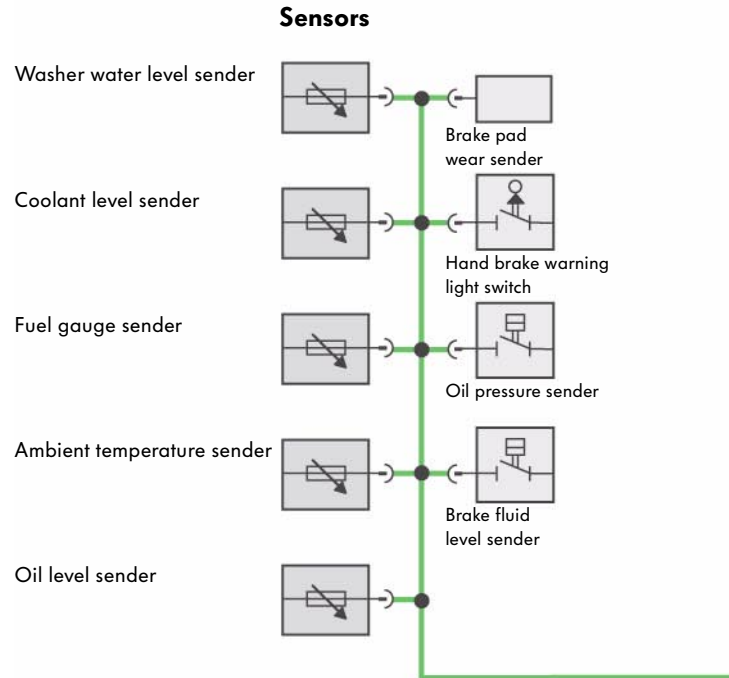 Sensors
Washer water level sender
Brake pad
wear sender
Coolant level sender
Hand brake warning
light switch
Fuel gauge sender
Oil pressure sender
Ambient temperature sender
Brake fluid
level sender
Oil level sender